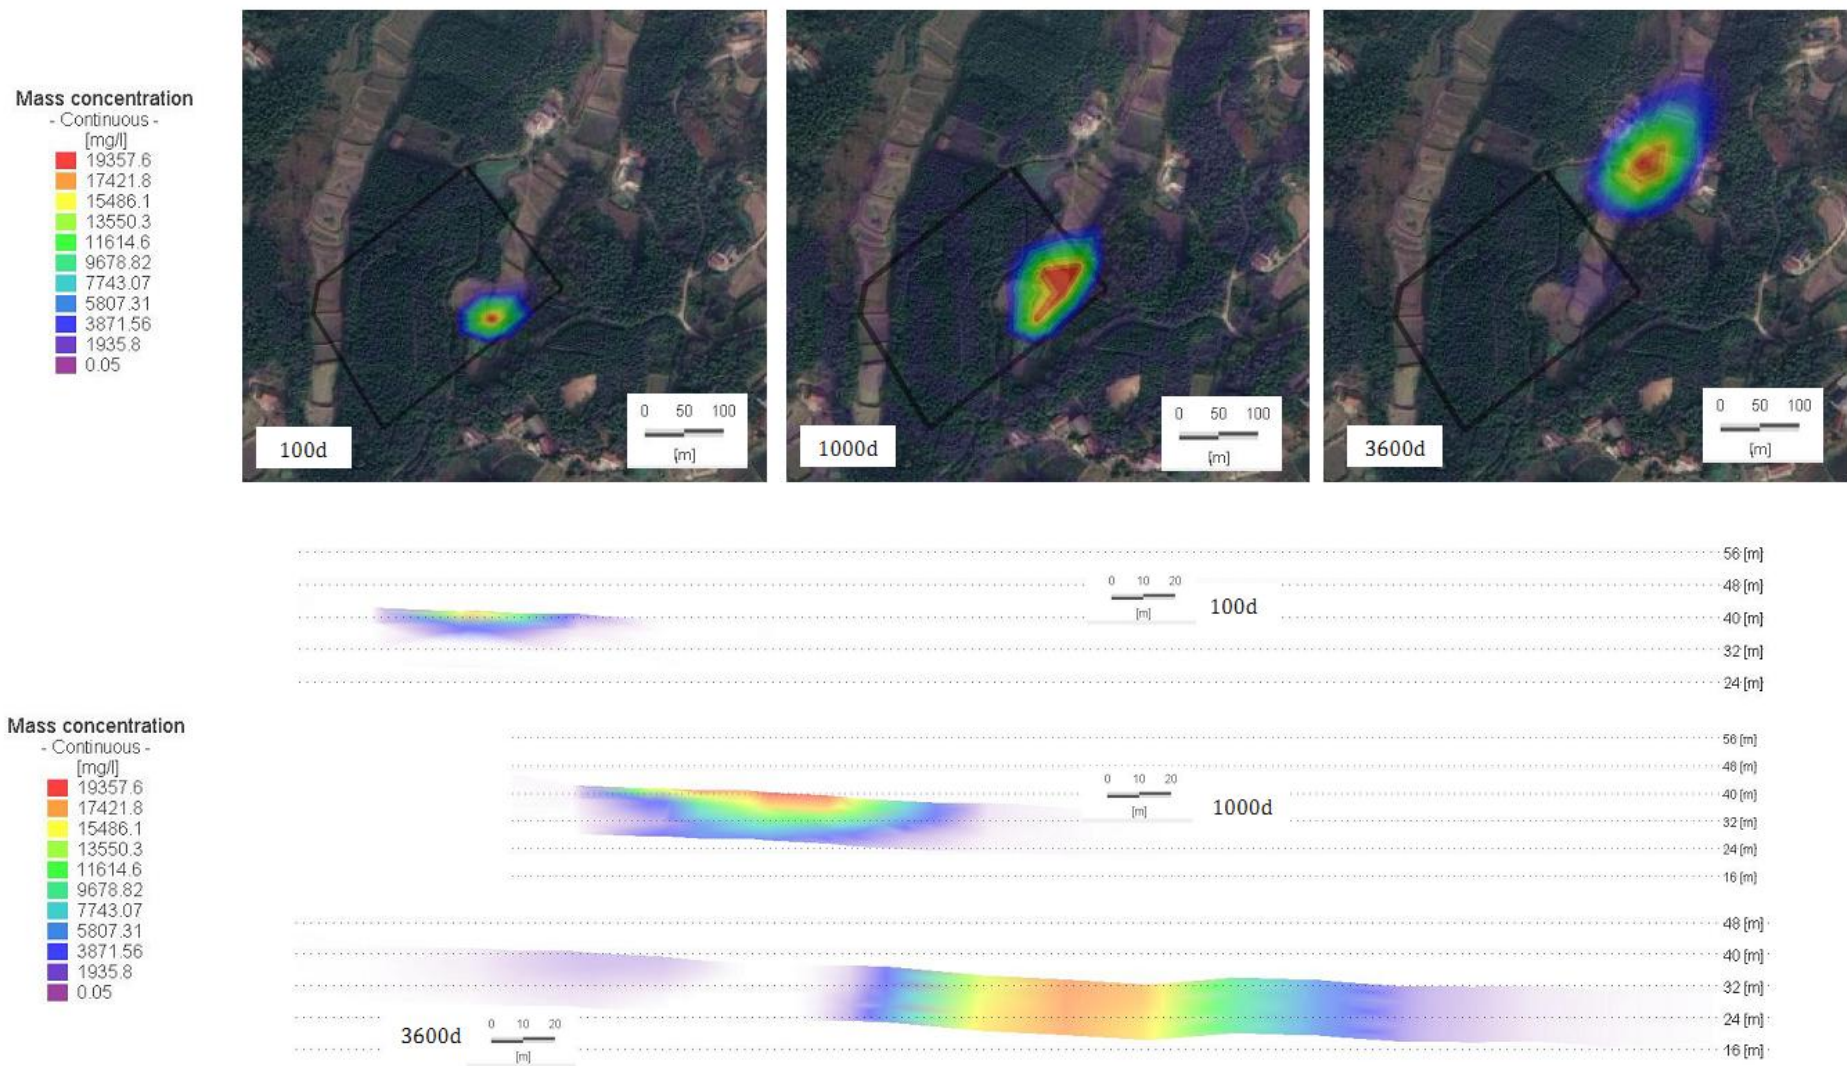 Mass concentration
- Continuous -
[mg/l]
19357.6
17421.8
15486.1
13550.3
11614.6
9678.82
7743.07
5807.31
3871.56
1935.8
0.05
0 50 100
[m]
100d
0 50 100
[m]
1000d
0 50 100
[m]
3600d
56 [m]
48 [m]
40 [m]
32 [m]
24 [m]
0 10 20
[m]
100d
Mass concentration
- Continuous -
[mg/l]
19357.6
17421.8
15486.1
13550.3
11614.6
9678.82
7743.07
5807.31
3871.56
1935.8
0.05
56 [m]
48 [m]
40 [m]
32 [m]
24 [m]
16 [m]
0 10 20
[m]
1000d
48 [m]
40 [m]
32 [m]
24 [m]
16 [m]
3600d
0 10 20
[m]